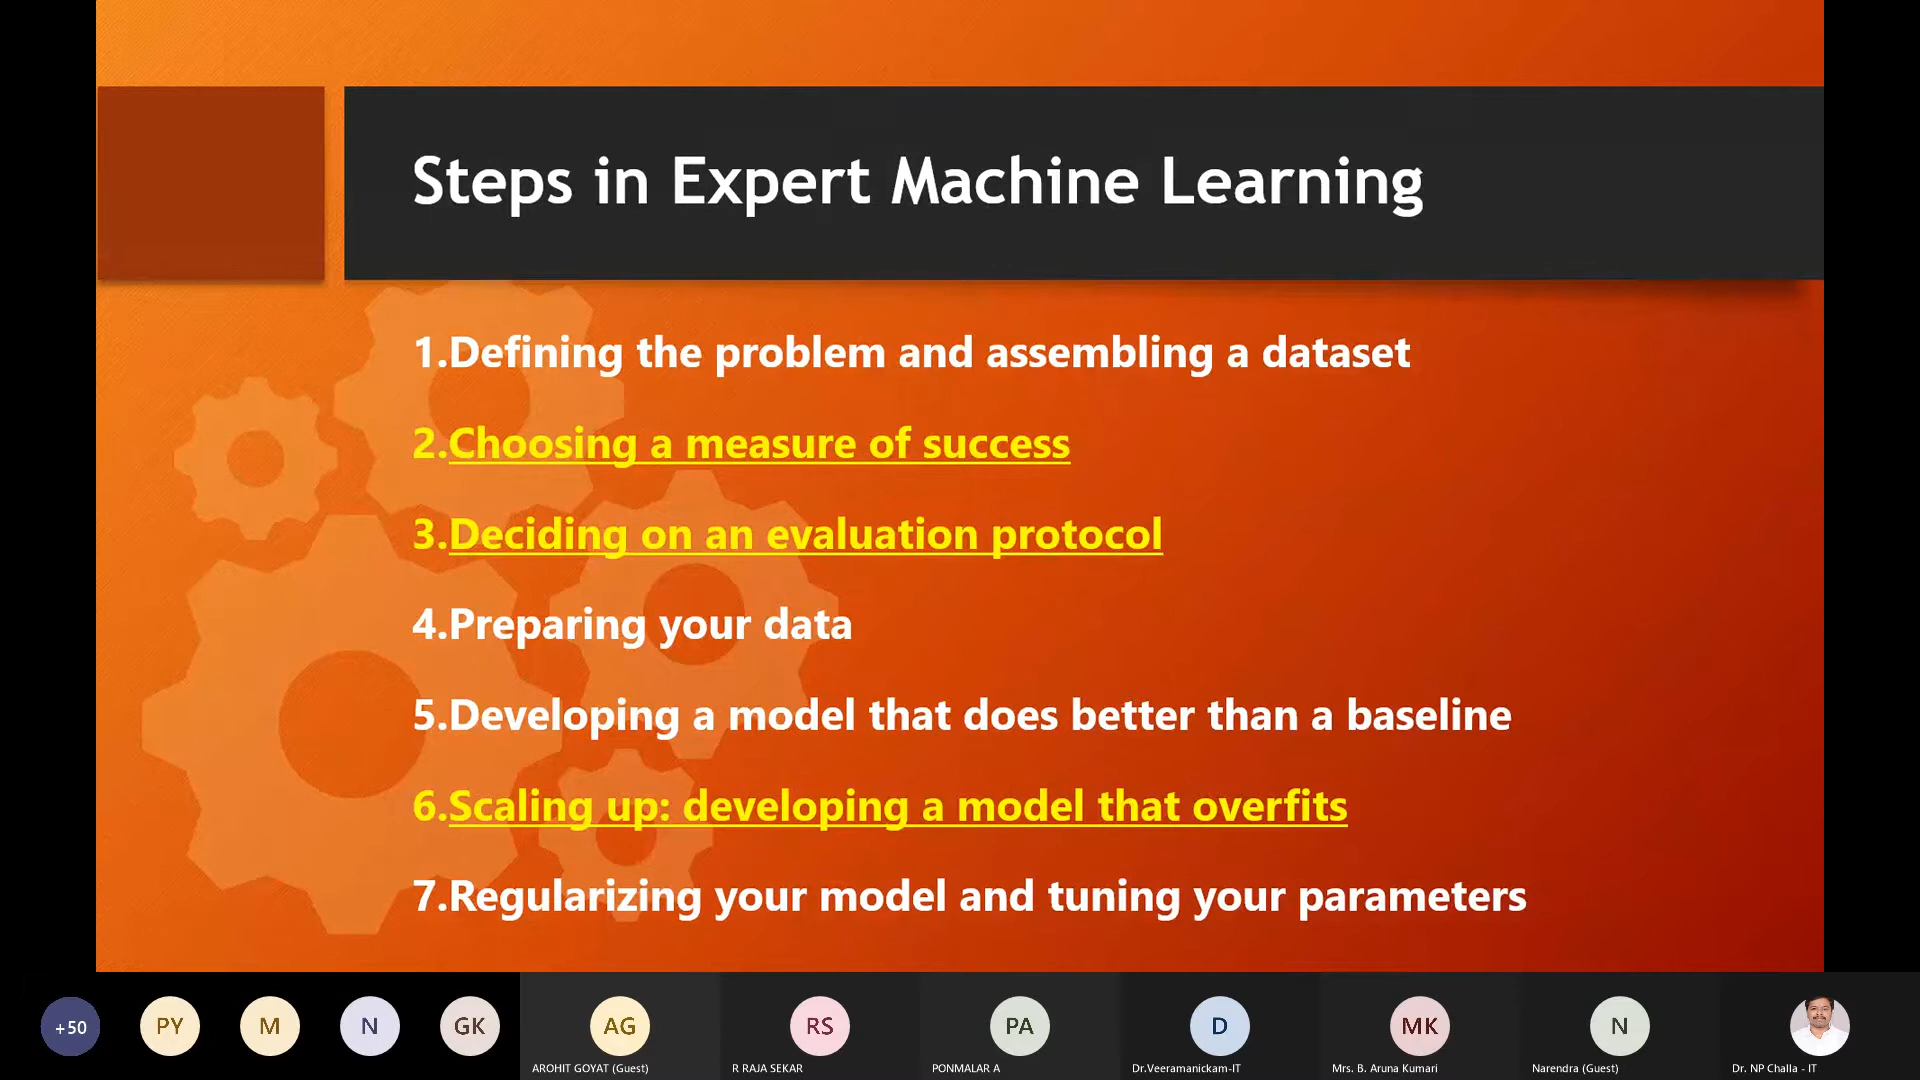 Steps in Expert Machine Learning
1.Defining the problem and assembling a dataset
2.Choosing a measure of success
3.Deciding on an evaluation protocol
4.Preparing your data
5.Developing a model that does better than a baseline
6.Scaling up: developing a model that overfits
7.Regularizing your model and tuning your parameters
+50 PY M N GK AG RS PA D MK N
AROHIT GOYAT (Guest) R RAJA SEKAR PONMALAR A Dr.Veeramanickam-IT Mrs. B. Aruna Kumari Narendra (Guest) Dr. NP Challa - IT